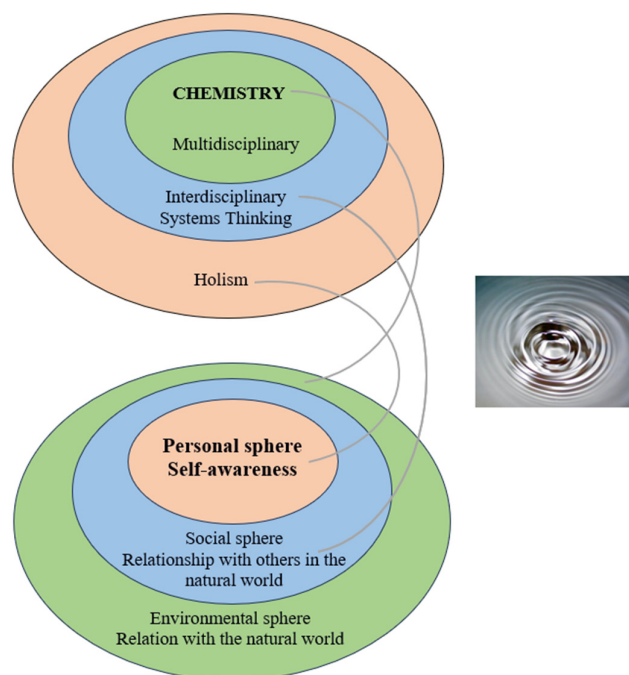 CHEMISTRY
Multidisciplinary
Interdisciplinary
Systems Thinking
Holism
Personal sphere
Self-awareness
Social sphere
Relationship with others in the
natural world
Environmental sphere
Relation with the natural world